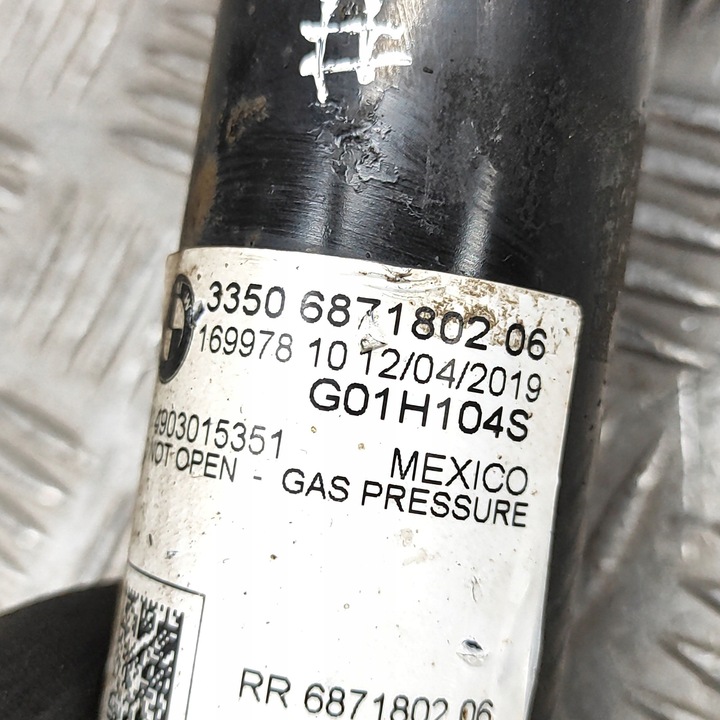 #
3350 6871802 06
169978 10 12/04/2019
G01H104S
4903015351
MEXICO
NOT OPEN - GAS PRESSURE
RR 6871802 06